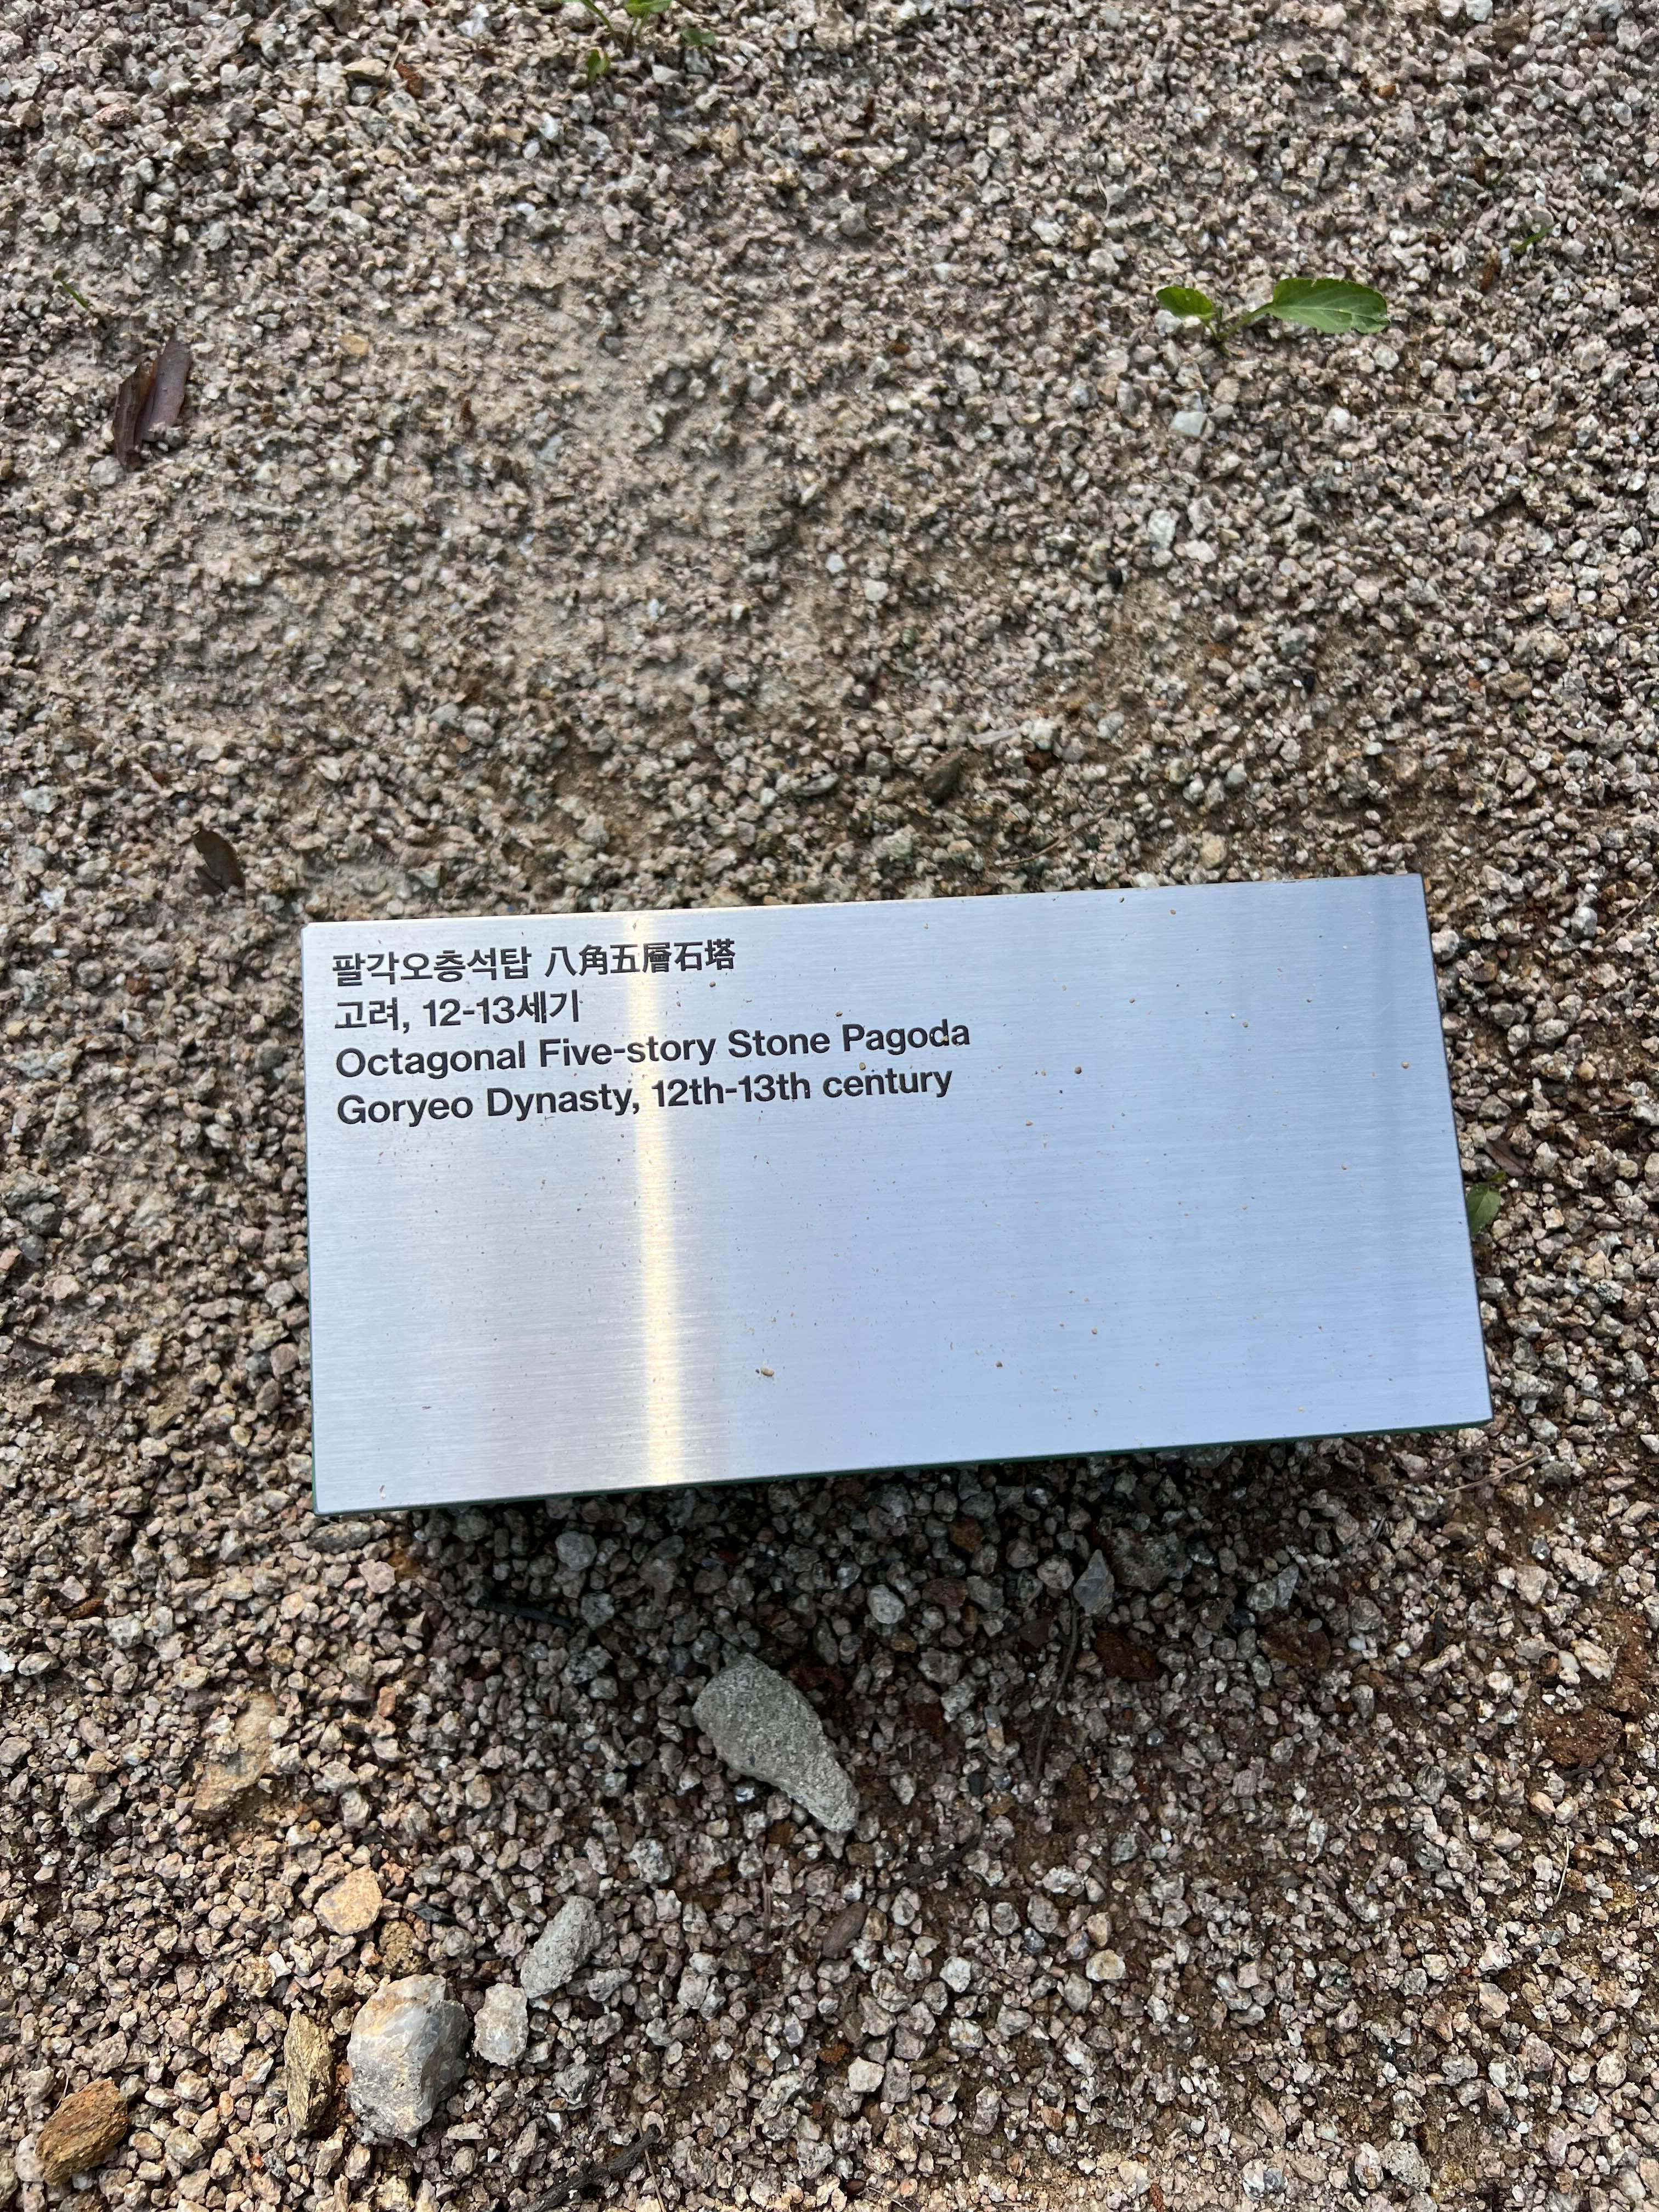 팔각오층석탑 八角五層石塔
고려, 12-13세기
Octagonal Five-story Stone Pagoda
Goryeo Dynasty, 12th-13th century